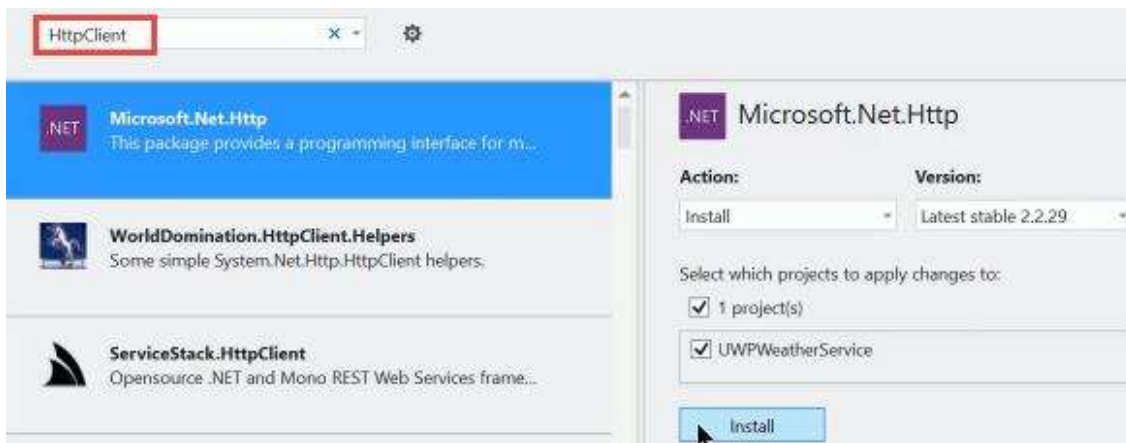 HttpClient
.NET
Microsoft.Net.Http
This package provides a programming interface for m...
WorldDomination.HttpClient.Helpers
Some simple System.Net.Http.HttpClient helpers.
ServiceStack.HttpClient
Opensource .NET and Mono REST Web Services frame...
.NET
Microsoft.Net.Http
Action:
Version:
Install
Latest stable 2.2.29
Select which projects to apply changes to:
1 project(s)
UWPWeatherService
Install